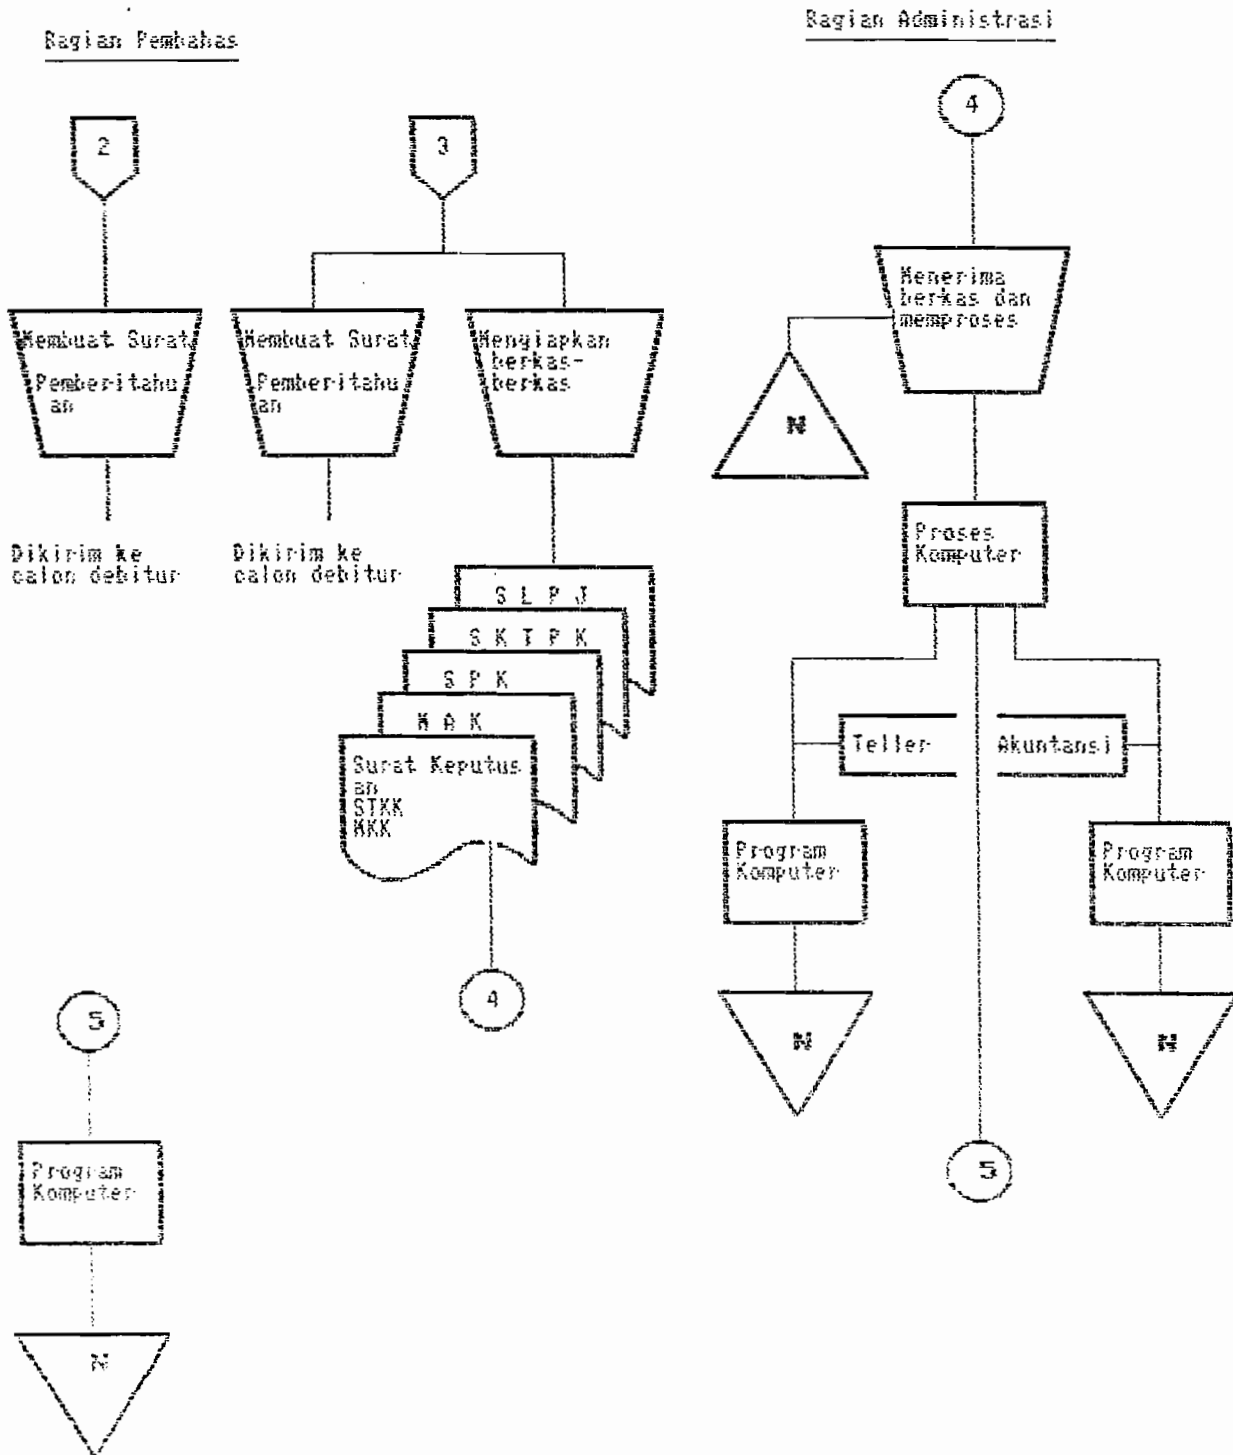 Bagian Pembahas
2
3
Membuat Surat
Pemberitahu
an
Membuat Surat
Pemberitahu
an
Menyiapkan
berkas-
berkas
Dikirim ke
calon debitur
Dikirim ke
calon debitur
S L P J
S K T P K
S P K
M A K
Surat Keputus
an
STKK
MKK
4
5
Program
Komputer
N
Bagian Administrasi
4
Menerima
berkas dan
memproses
N
Proses
Komputer
Teller
Akuntansi
Program
Komputer
Program
Komputer
N
N
5